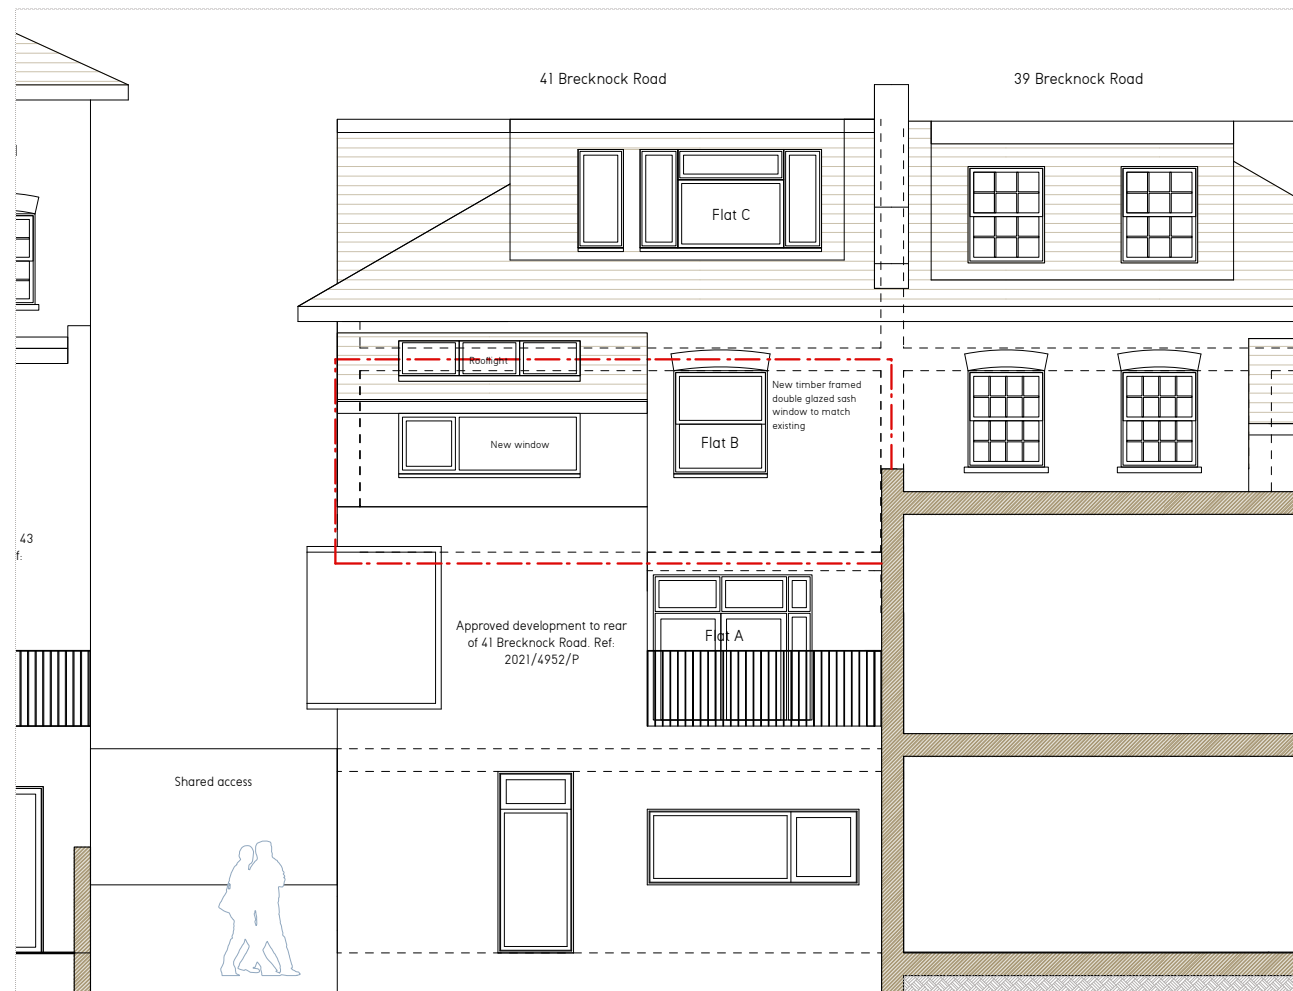 41 Brecknock Road
39 Brecknock Road
Flat C
Rooflight
New timber framed
double glazed sash
window to match
existing
New window
Flat B
43
f:
Approved development to rear
of 41 Brecknock Road. Ref:
2021/4952/P
Flat A
Shared access